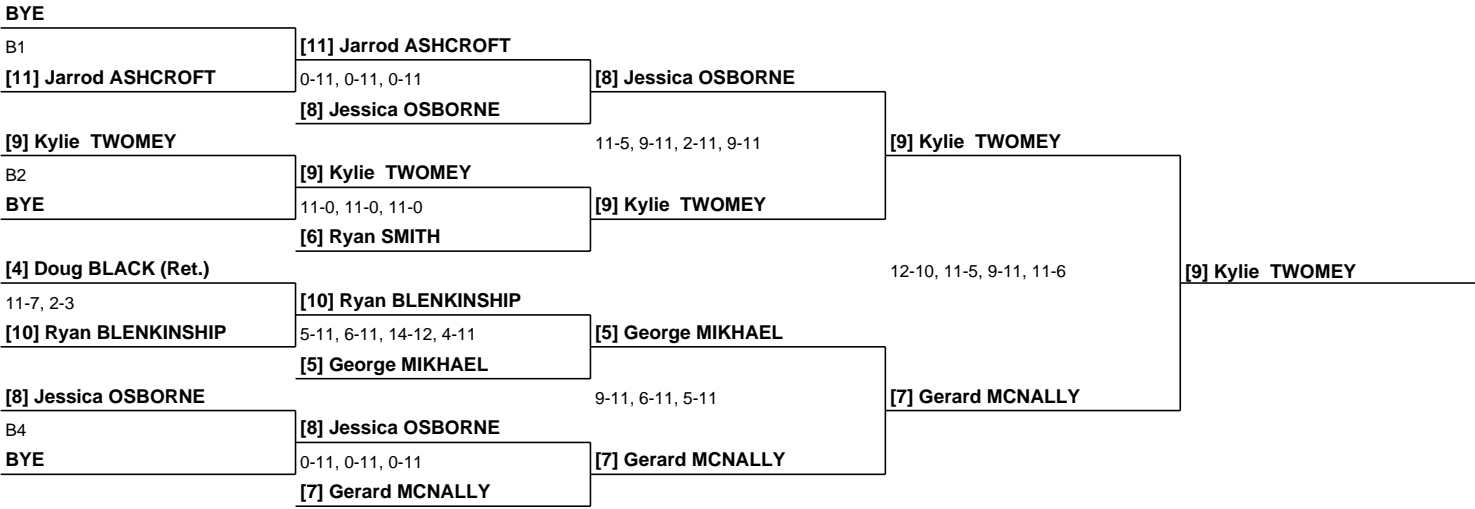 BYE
B1
[11] Jarrod ASHCROFT
[9] Kylie  TWOMEY
B2
BYE
[4] Doug BLACK (Ret.)
11-7, 2-3
[10] Ryan BLENKINSHIP
[8] Jessica OSBORNE
B4
BYE
[11] Jarrod ASHCROFT
0-11, 0-11, 0-11
[8] Jessica OSBORNE
[9] Kylie  TWOMEY
11-0, 11-0, 11-0
[6] Ryan SMITH
[10] Ryan BLENKINSHIP
5-11, 6-11, 14-12, 4-11
[5] George MIKHAEL
[8] Jessica OSBORNE
0-11, 0-11, 0-11
[7] Gerard MCNALLY
[8] Jessica OSBORNE
11-5, 9-11, 2-11, 9-11
[9] Kylie  TWOMEY
[5] George MIKHAEL
9-11, 6-11, 5-11
[7] Gerard MCNALLY
[9] Kylie  TWOMEY
12-10, 11-5, 9-11, 11-6
[7] Gerard MCNALLY
[9] Kylie  TWOMEY